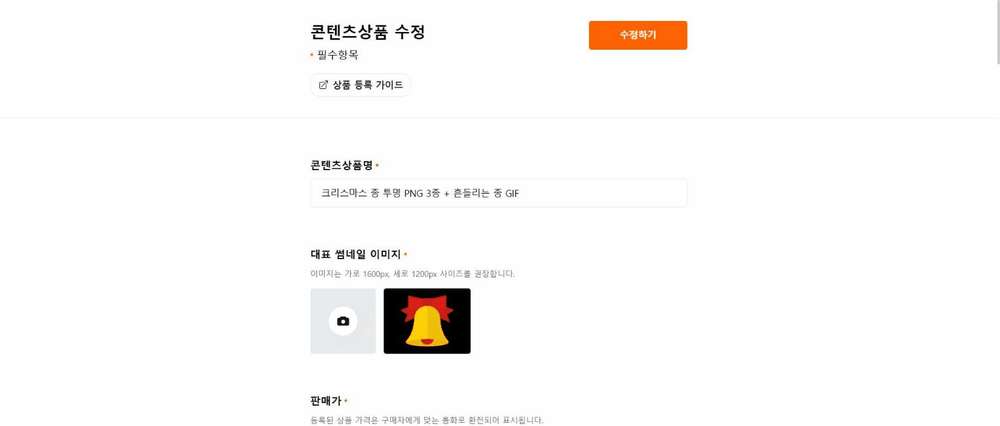 콘텐츠상품 수정
수정하기
• 필수항목
상품 등록 가이드
콘텐츠상품명 •
크리스마스 종 투명 PNG 3종 + 흔들리는 종 GIF
대표 썸네일 이미지 •
이미지는 가로 1600px, 세로 1200px 사이즈를 권장합니다.
판매가 •
등록된 상품 가격은 구매자에게 맞는 통화로 환전되어 표시됩니다.